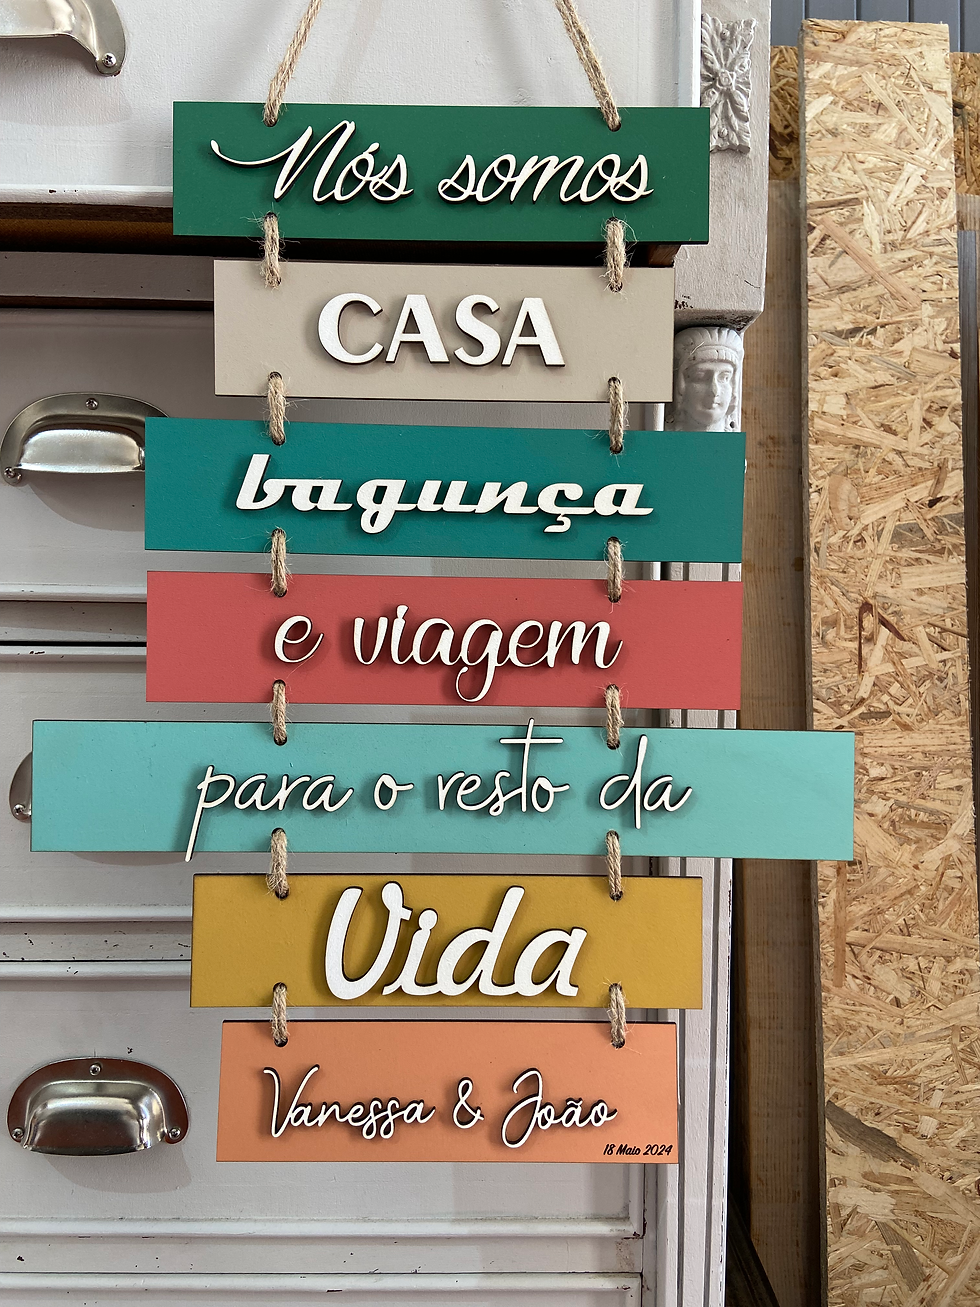 Nós somos
CASA
bagunça
e viagem
para o resto da
Vida
Vanessa & João
18 Maio 2024